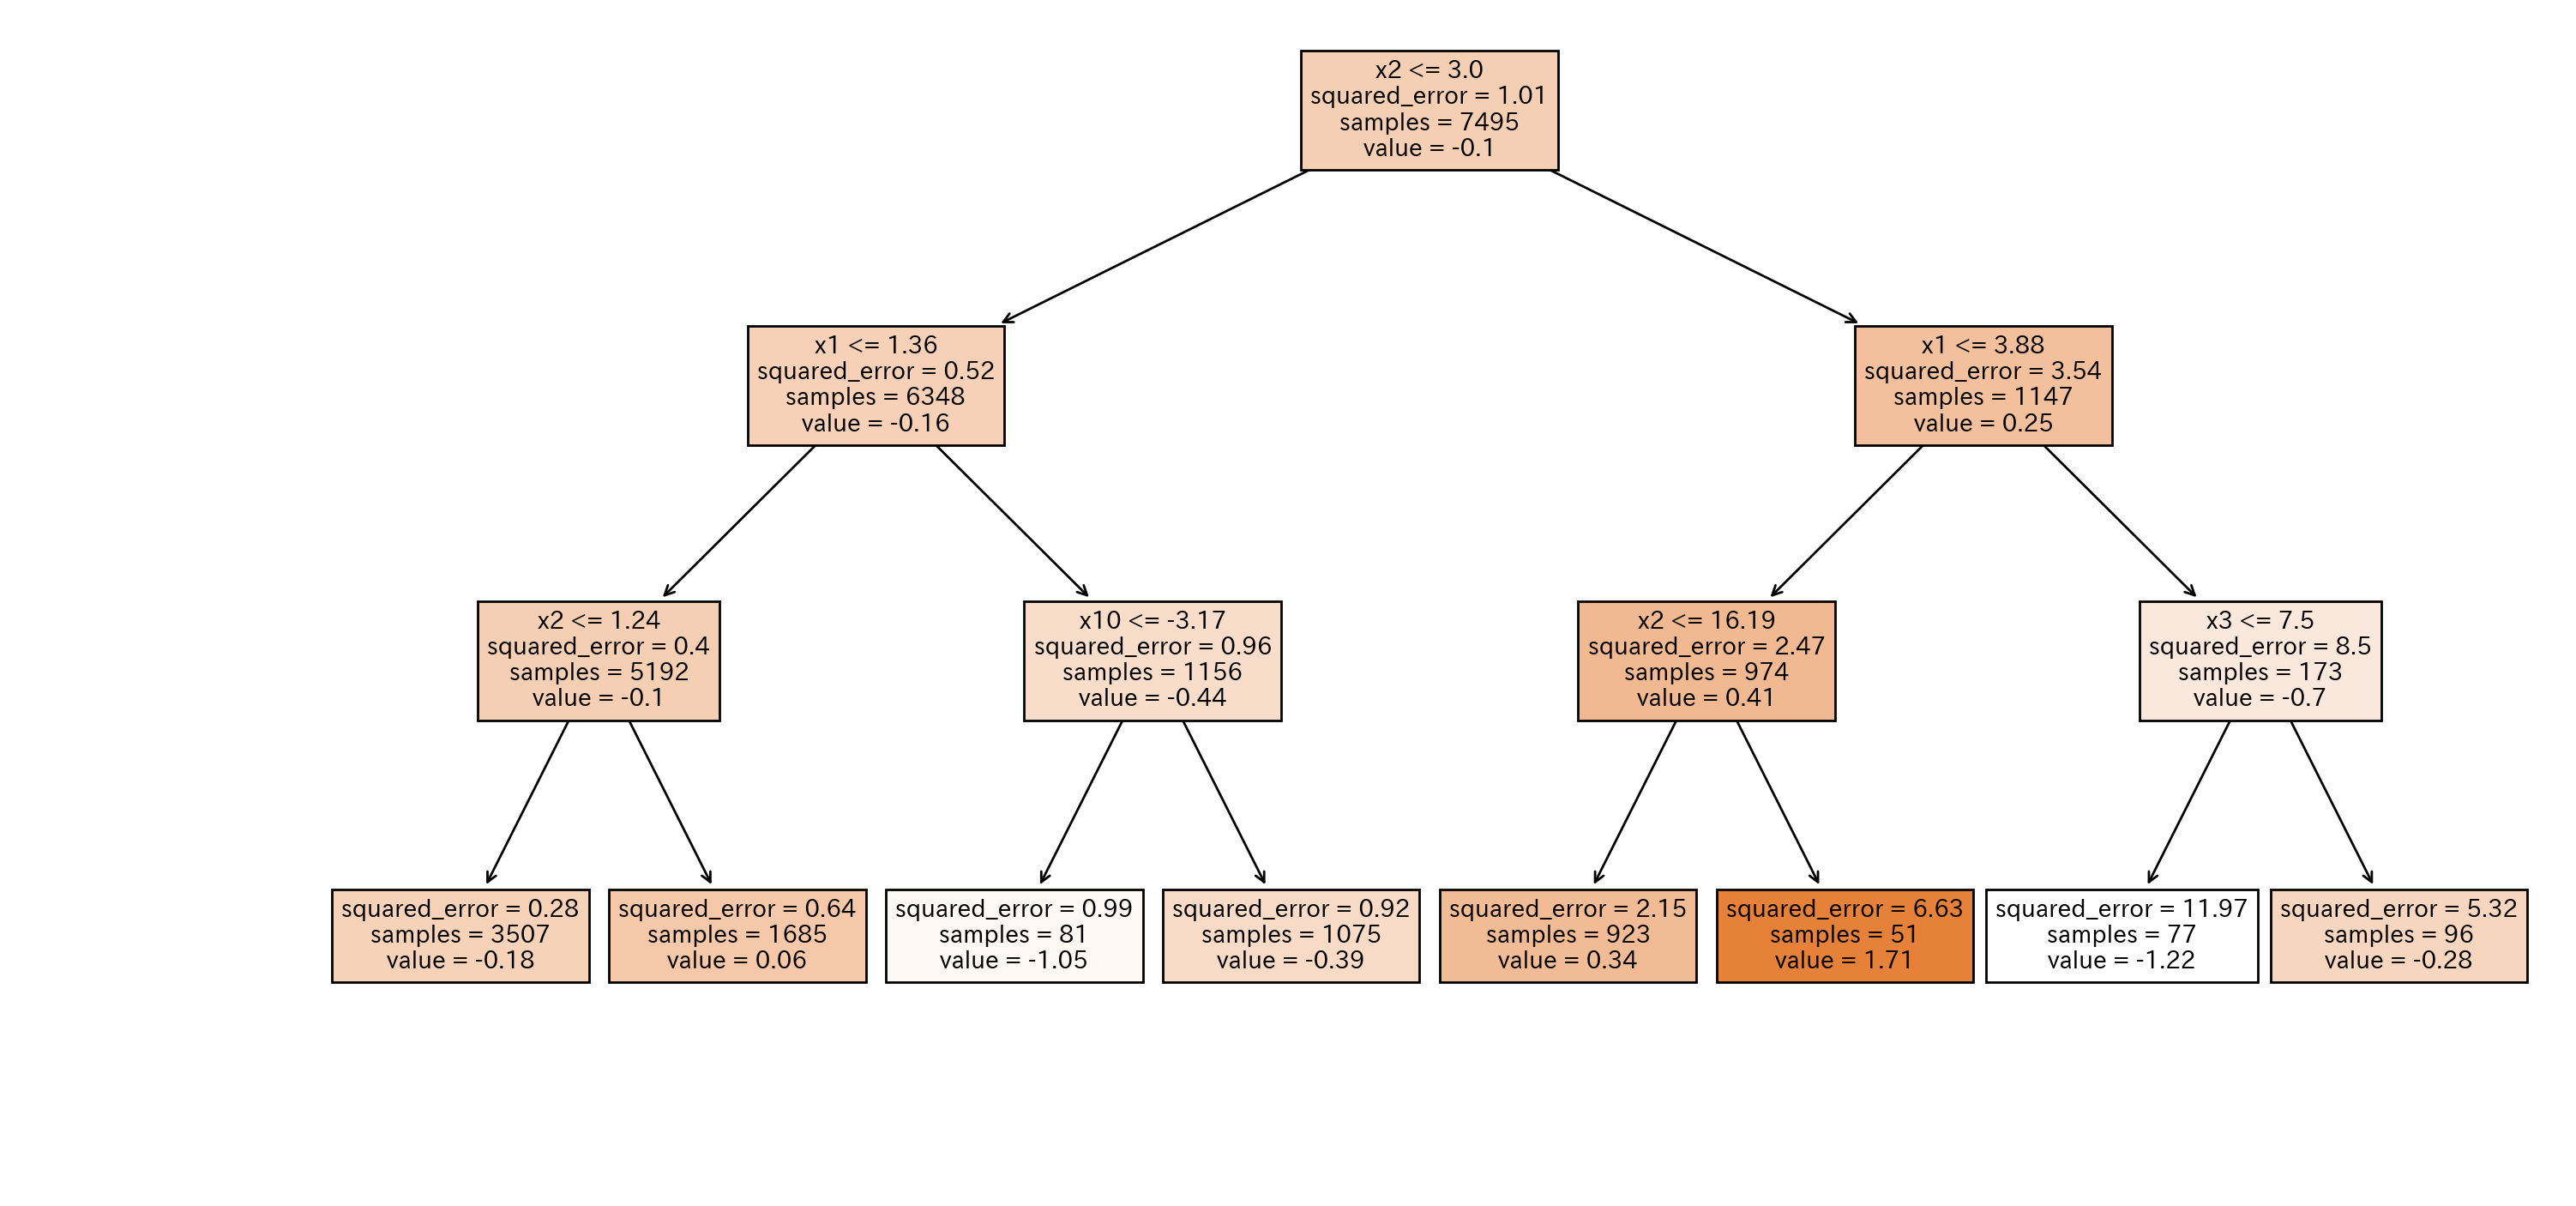 x2 <= 3.0
squared_error = 1.01
samples = 7495
value = -0.1
x1 <= 1.36
squared_error = 0.52
samples = 6348
value = -0.16
x1 <= 3.88
squared_error = 3.54
samples = 1147
value = 0.25
x2 <= 1.24
squared_error = 0.4
samples = 5192
value = -0.1
x10 <= -3.17
squared_error = 0.96
samples = 1156
value = -0.44
x2 <= 16.19
squared_error = 2.47
samples = 974
value = 0.41
x3 <= 7.5
squared_error = 8.5
samples = 173
value = -0.7
squared_error = 0.28
samples = 3507
value = -0.18
squared_error = 0.64
samples = 1685
value = 0.06
squared_error = 0.99
samples = 81
value = -1.05
squared_error = 0.92
samples = 1075
value = -0.39
squared_error = 2.15
samples = 923
value = 0.34
squared_error = 6.63
samples = 51
value = 1.71
squared_error = 11.97
samples = 77
value = -1.22
squared_error = 5.32
samples = 96
value = -0.28